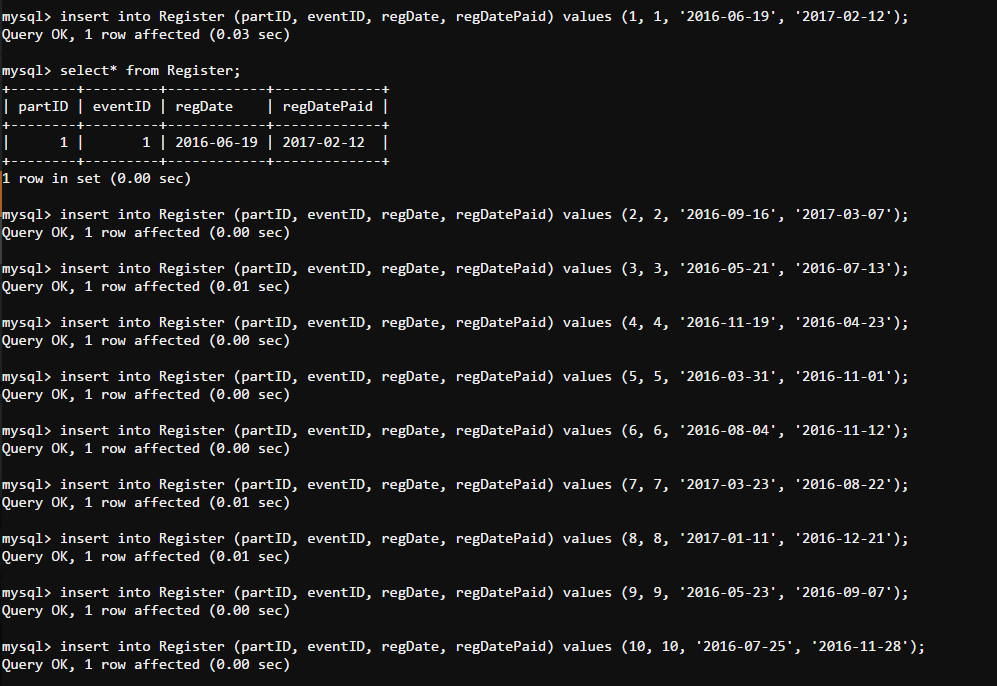 mysql> insert into Register (partID, eventID, regDate, regDatePaid) values (1, 1, '2016-06-19', '2017-02-12');
Query OK, 1 row affected (0.03 sec)
mysql> select* from Register;
+--------+---------+------------+-------------+
| partID | eventID | regDate    | regDatePaid |
+--------+---------+------------+-------------+
|      1 |       1 | 2016-06-19 | 2017-02-12  |
+--------+---------+------------+-------------+
1 row in set (0.00 sec)
mysql> insert into Register (partID, eventID, regDate, regDatePaid) values (2, 2, '2016-09-16', '2017-03-07');
Query OK, 1 row affected (0.00 sec)
mysql> insert into Register (partID, eventID, regDate, regDatePaid) values (3, 3, '2016-05-21', '2016-07-13');
Query OK, 1 row affected (0.01 sec)
mysql> insert into Register (partID, eventID, regDate, regDatePaid) values (4, 4, '2016-11-19', '2016-04-23');
Query OK, 1 row affected (0.00 sec)
mysql> insert into Register (partID, eventID, regDate, regDatePaid) values (5, 5, '2016-03-31', '2016-11-01');
Query OK, 1 row affected (0.00 sec)
mysql> insert into Register (partID, eventID, regDate, regDatePaid) values (6, 6, '2016-08-04', '2016-11-12');
Query OK, 1 row affected (0.00 sec)
mysql> insert into Register (partID, eventID, regDate, regDatePaid) values (7, 7, '2017-03-23', '2016-08-22');
Query OK, 1 row affected (0.01 sec)
mysql> insert into Register (partID, eventID, regDate, regDatePaid) values (8, 8, '2017-01-11', '2016-12-21');
Query OK, 1 row affected (0.01 sec)
mysql> insert into Register (partID, eventID, regDate, regDatePaid) values (9, 9, '2016-05-23', '2016-09-07');
Query OK, 1 row affected (0.00 sec)
mysql> insert into Register (partID, eventID, regDate, regDatePaid) values (10, 10, '2016-07-25', '2016-11-28');
Query OK, 1 row affected (0.00 sec)